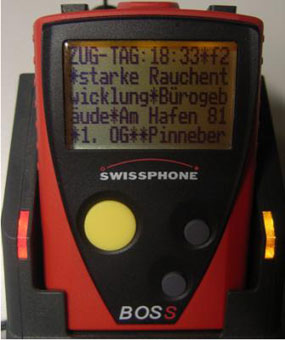 ZUG-TAG:18:33*f2
*starke Rauchent
wicklung*Bürogeb
äude*Am Hafen 81
*1. OG**Pinneber
SWISSPHONE
BOSS